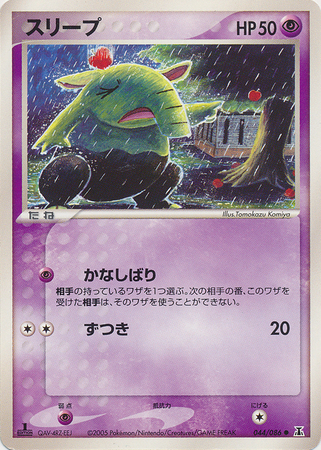 スリープ HP50
たね
Illus.Tomokazu Komiya
かなしばり
相手の持っているワザを1つ選ぶ。次の相手の番、このワザを
受けた相手は、そのワザを使うことができない。
ずつき 20
弱点 抵抗力 にげる
©2005 Pokémon/Nintendo/Creatures/GAMEFREAK. 044/086 ●